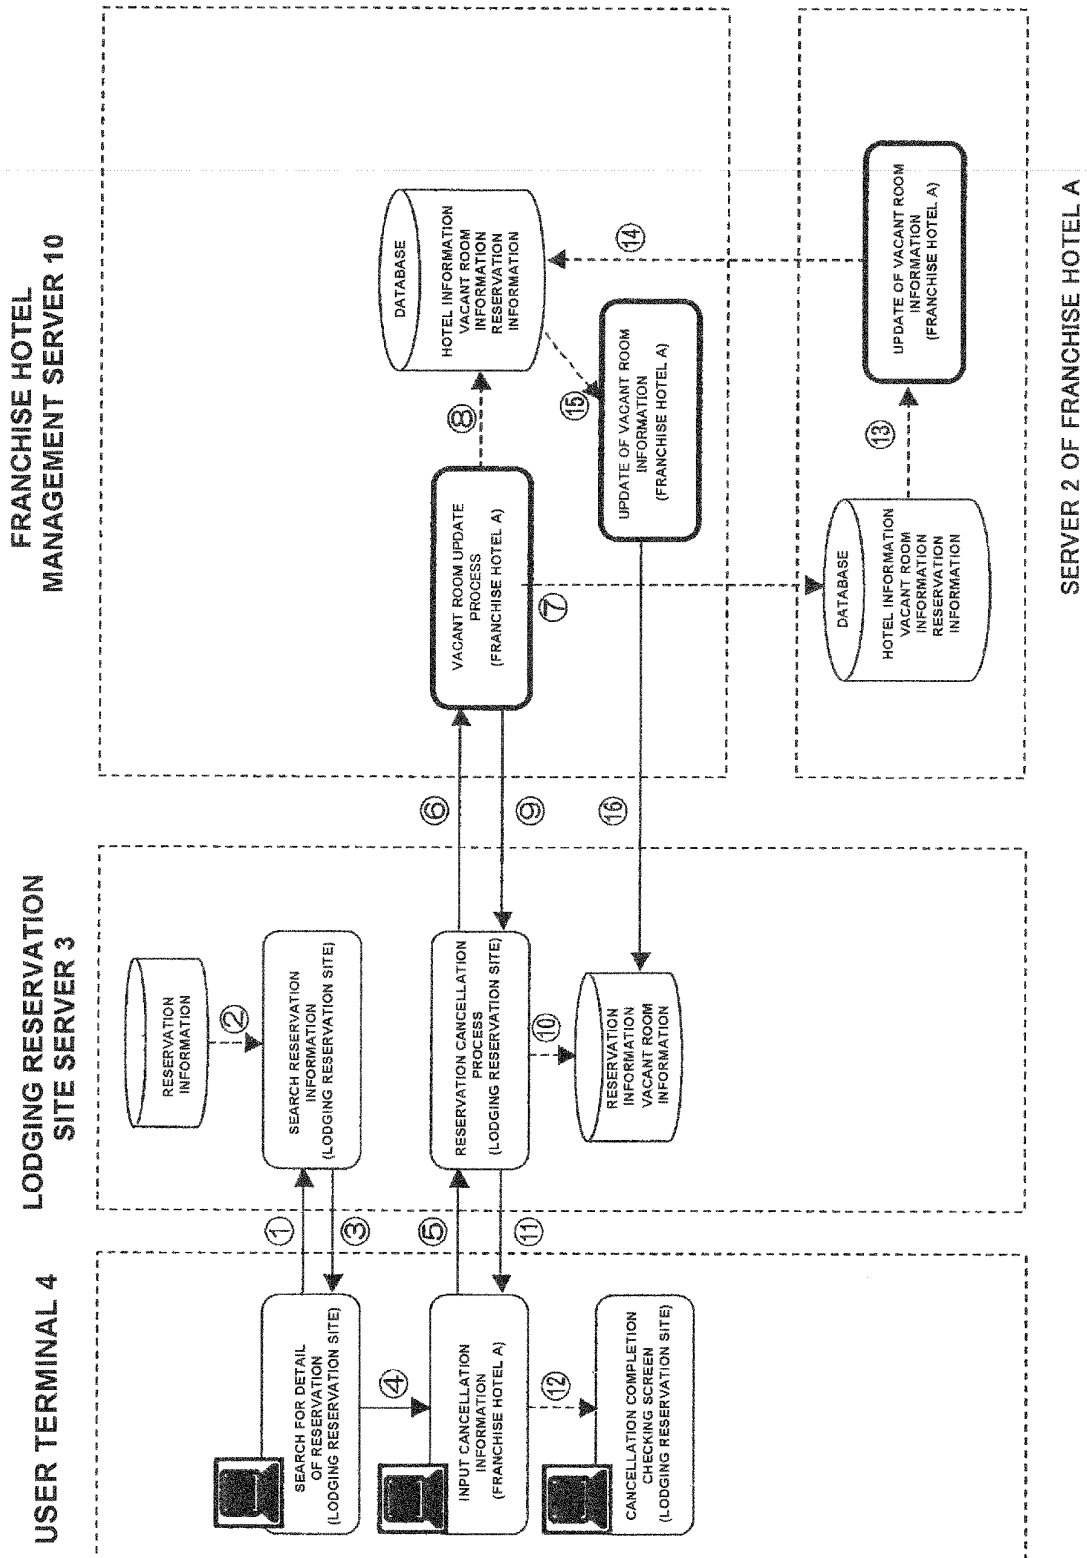 USER TERMINAL 4
SEARCH FOR DETAIL
OF RESERVATION
(LODGING RESERVATION SITE)
④
INPUT CANCELLATION
INFORMATION
(FRANCHISE HOTEL A)
⑫
CANCELLATION COMPLETION
CHECKING SCREEN
(LODGING RESERVATION SITE)
①
③
⑤
⑪
LODGING RESERVATION
SITE SERVER 3
RESERVATION
INFORMATION
②
SEARCH RESERVATION
INFORMATION
(LODGING RESERVATION SITE)
RESERVATION CANCELLATION
PROCESS
(LODGING RESERVATION SITE)
⑩
RESERVATION
INFORMATION
VACANT ROOM
INFORMATION
⑥
⑨
⑯
FRANCHISE HOTEL
MANAGEMENT SERVER 10
VACANT ROOM UPDATE
PROCESS
(FRANCHISE HOTEL A)
⑦
⑧
DATABASE
HOTEL INFORMATION
VACANT ROOM
INFORMATION
RESERVATION
INFORMATION
⑮
UPDATE OF VACANT ROOM
INFORMATION
(FRANCHISE HOTEL A)
⑭
DATABASE
HOTEL INFORMATION
VACANT ROOM
INFORMATION
RESERVATION
INFORMATION
⑬
UPDATE OF VACANT ROOM
INFORMATION
(FRANCHISE HOTEL A)
SERVER 2 OF FRANCHISE HOTEL A